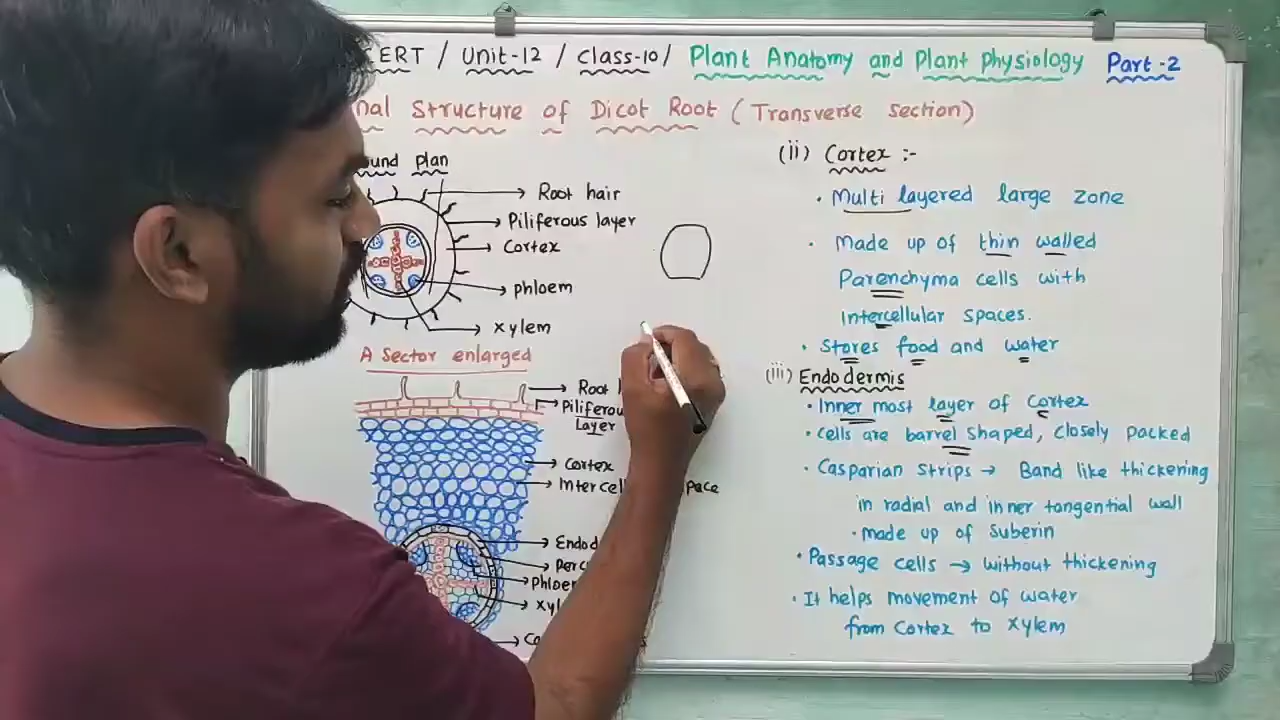 CERT / Unit-12 / Class-10/ Plant Anatomy and Plant Physiology Part-2
nal Structure of Dicot Root (Transverse section)
und plan
Root hair
Piliferous layer
Cortex
Phloem
Xylem
A Sector enlarged
Root
Piliferou
Layer
Cortex
Intercell pace
Endod
Perc
Phloe
xyl
(ii) Cortex :-
• Multi layered large zone
• Made up of thin walled
Parenchyma cells with
Intercellular spaces.
• Stores food and water
(iii) Endodermis
• Inner most layer of Cortex
• cells are barrel shaped, closely packed
• Casparian strips → Band like thickening
in radial and inner tangential wall
• made up of Suberin
• Passage cells → without thickening
• It helps movement of water
from Cortex to Xylem